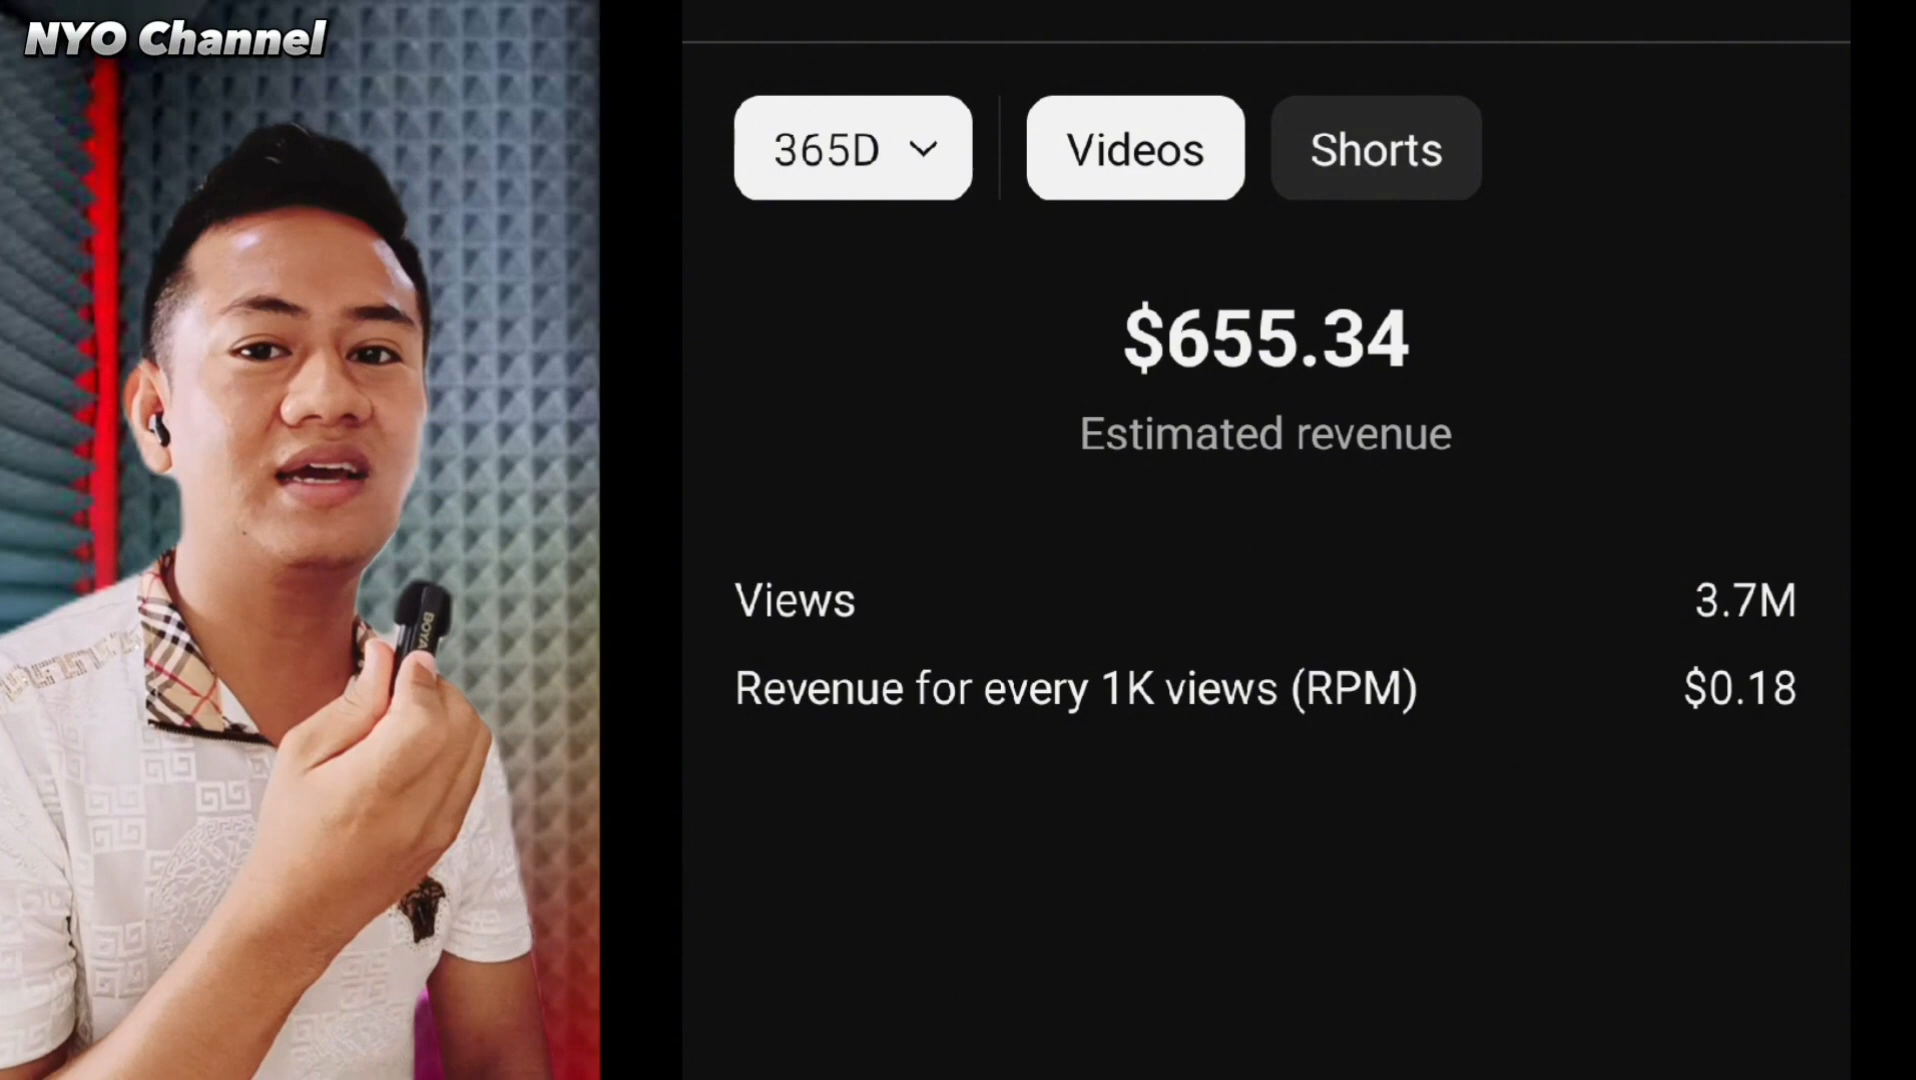 NYO Channel
365D
Videos
Shorts
$655.34
Estimated revenue
Views
3.7M
Revenue for every 1K views (RPM)
$0.18
BOYA